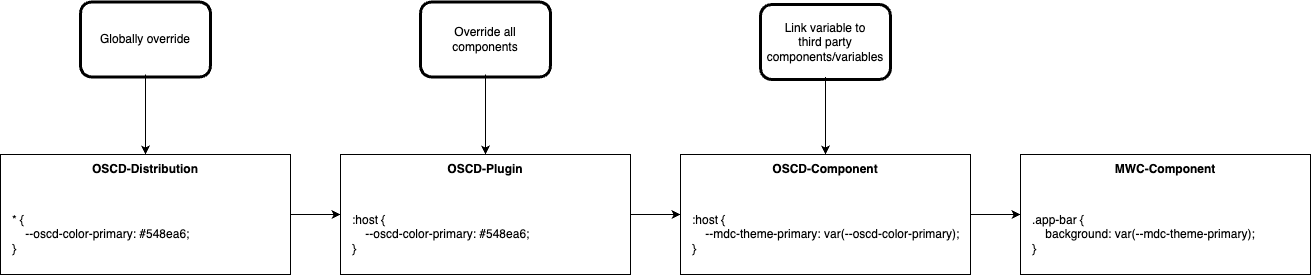 Globally override
Override all
components
Link variable to
third party
components/variables
OSCD-Distribution
* {
--oscd-color-primary: #548ea6;
}
OSCD-Plugin
:host {
--oscd-color-primary: #548ea6;
}
OSCD-Component
:host {
--mdc-theme-primary: var(--oscd-color-primary);
}
MWC-Component
.app-bar {
background: var(--mdc-theme-primary);
}